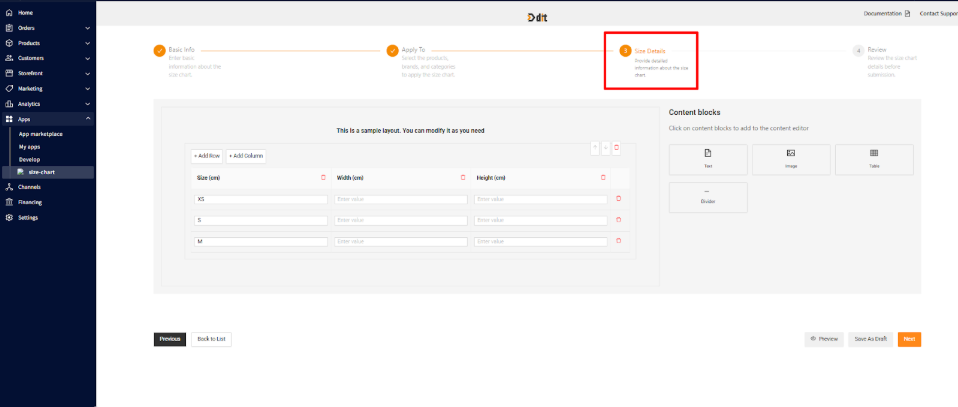 Home
Documentation
Contact Suppor
Orders
Products
Customers
Storefront
Marketing
Analytics
Apps
App marketplace
My apps
Develop
size-chart
Channels
Financing
Settings
Basic Info
Enter basic
information about the
size chart.
Apply To
Select the products,
brands, and categories
to apply the size chart.
3
Size Details
Provide detailed
information about the size
chart.
4
Review
Review the size chart
details before
submission.
This is a sample layout. You can modify it as you need
+ Add Row
+ Add Column
Size (cm)
Width (cm)
Height (cm)
XS
Enter value
Enter value
S
Enter value
Enter value
M
Enter value
Enter value
Content blocks
Click on content blocks to add to the content editor
Text
Image
Table
Divider
Previous
Back to List
Preview
Save As Draft
Next